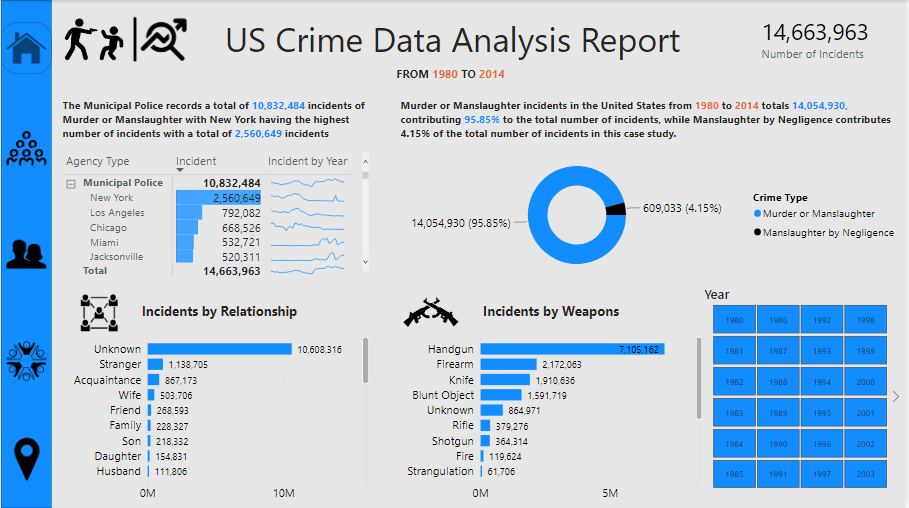 US Crime Data Analysis Report
FROM 1980 TO 2014
14,663,963
Number of Incidents
The Municipal Police records a total of 10,832,484 incidents of
Murder or Manslaughter with New York having the highest
number of incidents with a total of 2,560,649 incidents
Murder or Manslaughter incidents in the United States from 1980 to 2014 totals 14,054,930,
contributing 95.85% to the total number of incidents, while Manslaughter by Negligence contributes
4.15% of the total number of incidents in this case study.
Agency Type Incident Incident by Year
Municipal Police 10,832,484
New York 2,560,649
Los Angeles 792,082
Chicago 668,526
Miami 532,721
Jacksonville 520,311
Total 14,663,963
14,054,930 (95.85%)
609,033 (4.15%)
Crime Type
Murder or Manslaughter
Manslaughter by Negligence
Incidents by Relationship
Unknown 10,608,316
Stranger 1,138,705
Acquaintance 867,173
Wife 503,706
Friend 268,593
Family 228,327
Son 218,332
Daughter 154,831
Husband 111,806
0M 10M
Incidents by Weapons
Handgun 7,105,162
Firearm 2,172,063
Knife 1,910,636
Blunt Object 1,591,719
Unknown 864,971
Rifle 379,276
Shotgun 364,314
Fire 119,624
Strangulation 61,706
0M 5M
Year
1980 1986 1992 1998
1981 1987 1993 1999
1982 1988 1994 2000
1983 1989 1995 2001
1984 1990 1996 2002
1985 1991 1997 2003